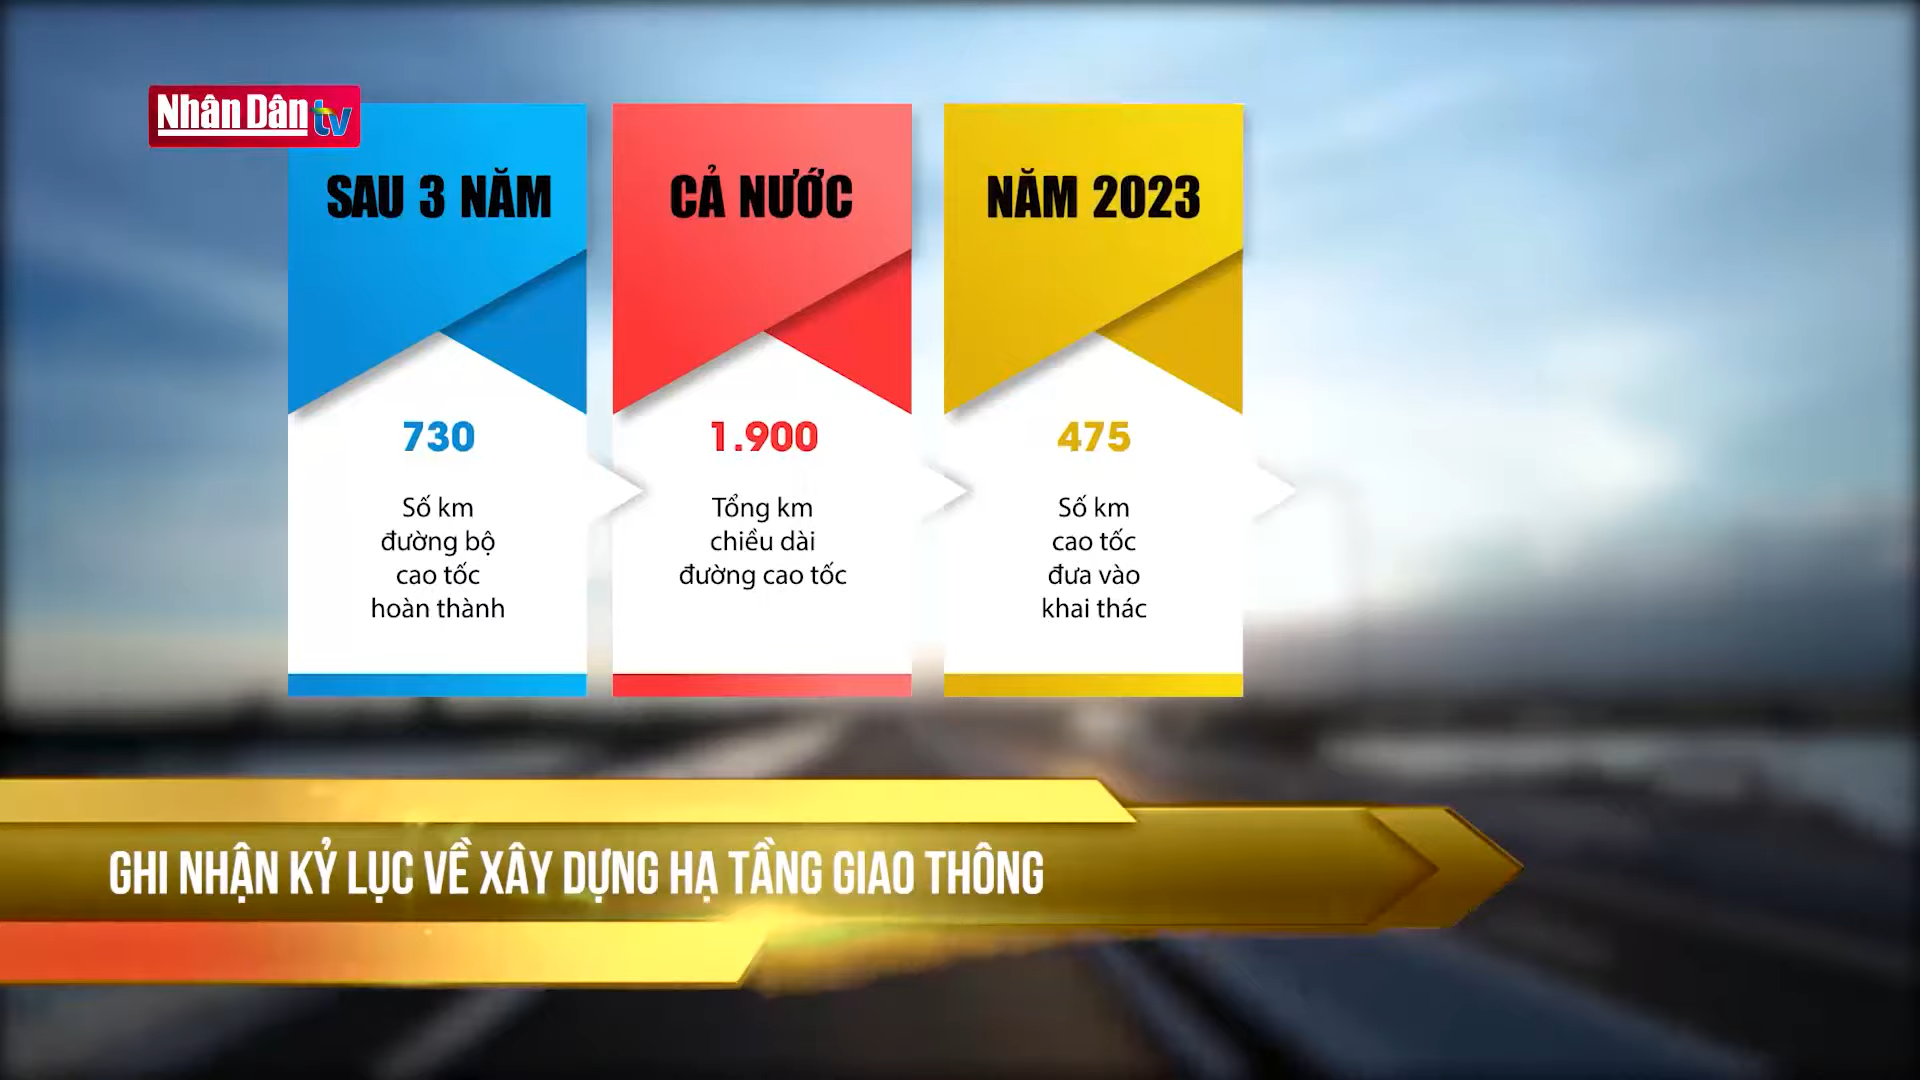 Nhân Dân tv
SAU 3 NĂM
730
Số km
đường bộ
cao tốc
hoàn thành
CẢ NƯỚC
1.900
Tổng km
chiều dài
đường cao tốc
NĂM 2023
475
Số km
cao tốc
đưa vào
khai thác
GHI NHẬN KỶ LỤC VỀ XÂY DỰNG HẠ TẦNG GIAO THÔNG